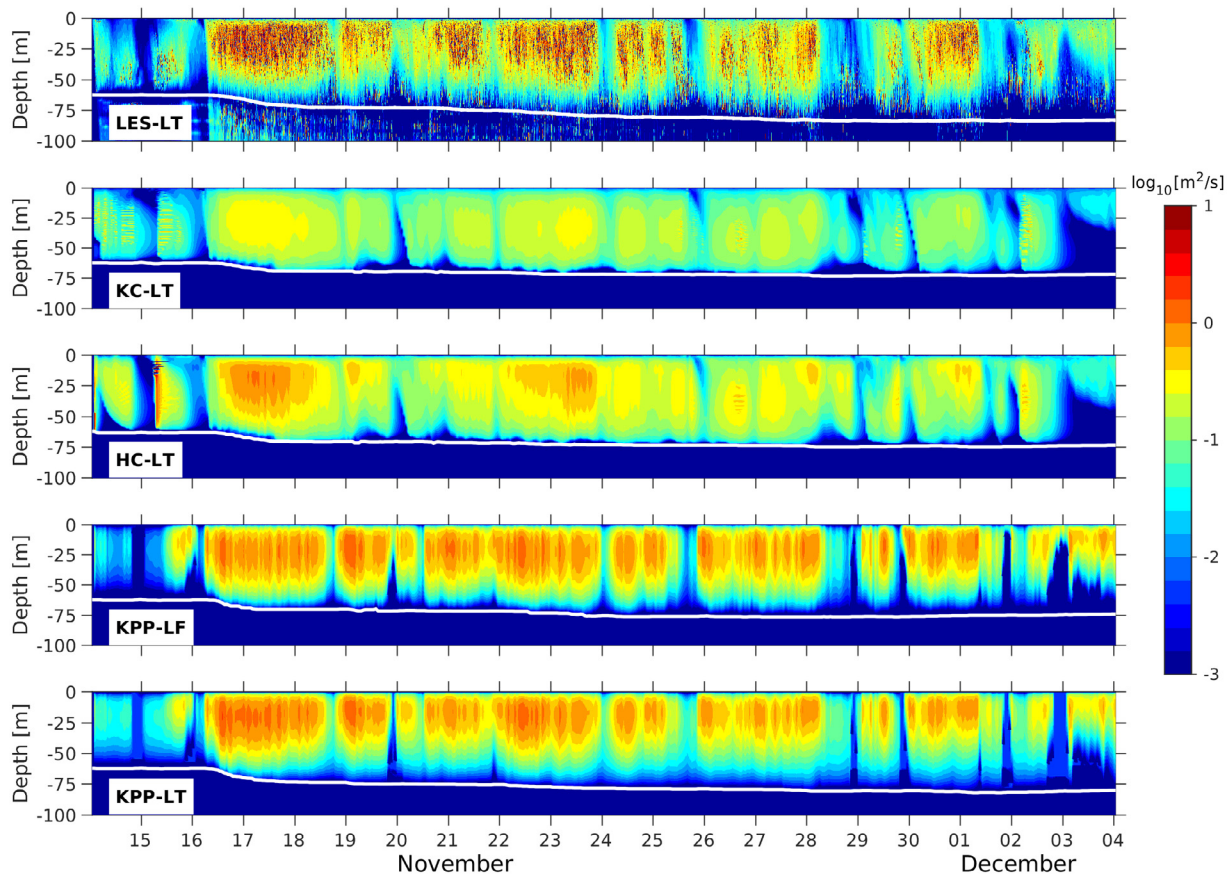 0
-25
-50
-75
-100
Depth [m]
LES-LT
0
-25
-50
-75
-100
Depth [m]
KC-LT
0
-25
-50
-75
-100
Depth [m]
HC-LT
0
-25
-50
-75
-100
Depth [m]
KPP-LF
0
-25
-50
-75
-100
Depth [m]
KPP-LT
15 16 17 18 19 20 21 22 23 24 25 26 27 28 29 30 01 02 03 04
November December
log₁₀[m²/s]
1
0
-1
-2
-3